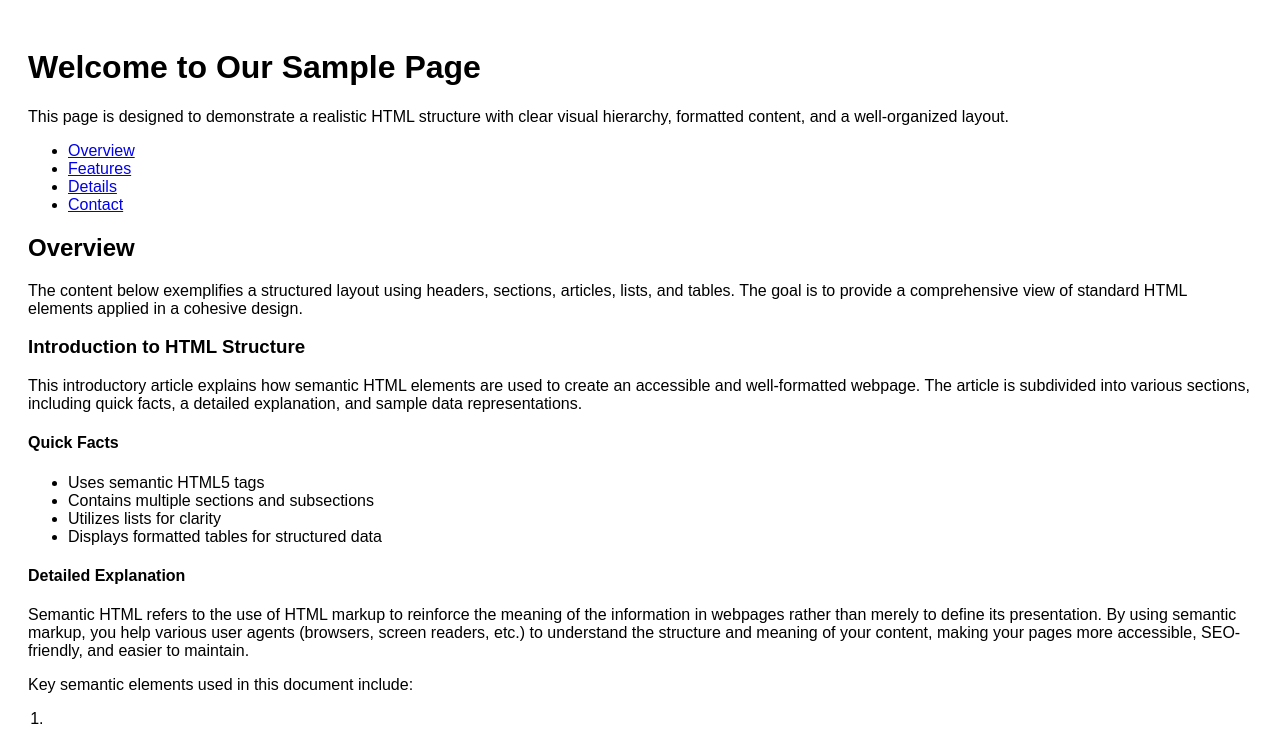 Welcome to Our Sample Page
This page is designed to demonstrate a realistic HTML structure with clear visual hierarchy, formatted content, and a well-organized layout.
• Overview
• Features
• Details
• Contact
Overview
The content below exemplifies a structured layout using headers, sections, articles, lists, and tables. The goal is to provide a comprehensive view of standard HTML
elements applied in a cohesive design.
Introduction to HTML Structure
This introductory article explains how semantic HTML elements are used to create an accessible and well-formatted webpage. The article is subdivided into various sections,
including quick facts, a detailed explanation, and sample data representations.
Quick Facts
• Uses semantic HTML5 tags
• Contains multiple sections and subsections
• Utilizes lists for clarity
• Displays formatted tables for structured data
Detailed Explanation
Semantic HTML refers to the use of HTML markup to reinforce the meaning of the information in webpages rather than merely to define its presentation. By using semantic
markup, you help various user agents (browsers, screen readers, etc.) to understand the structure and meaning of your content, making your pages more accessible, SEO-
friendly, and easier to maintain.
Key semantic elements used in this document include:
1.